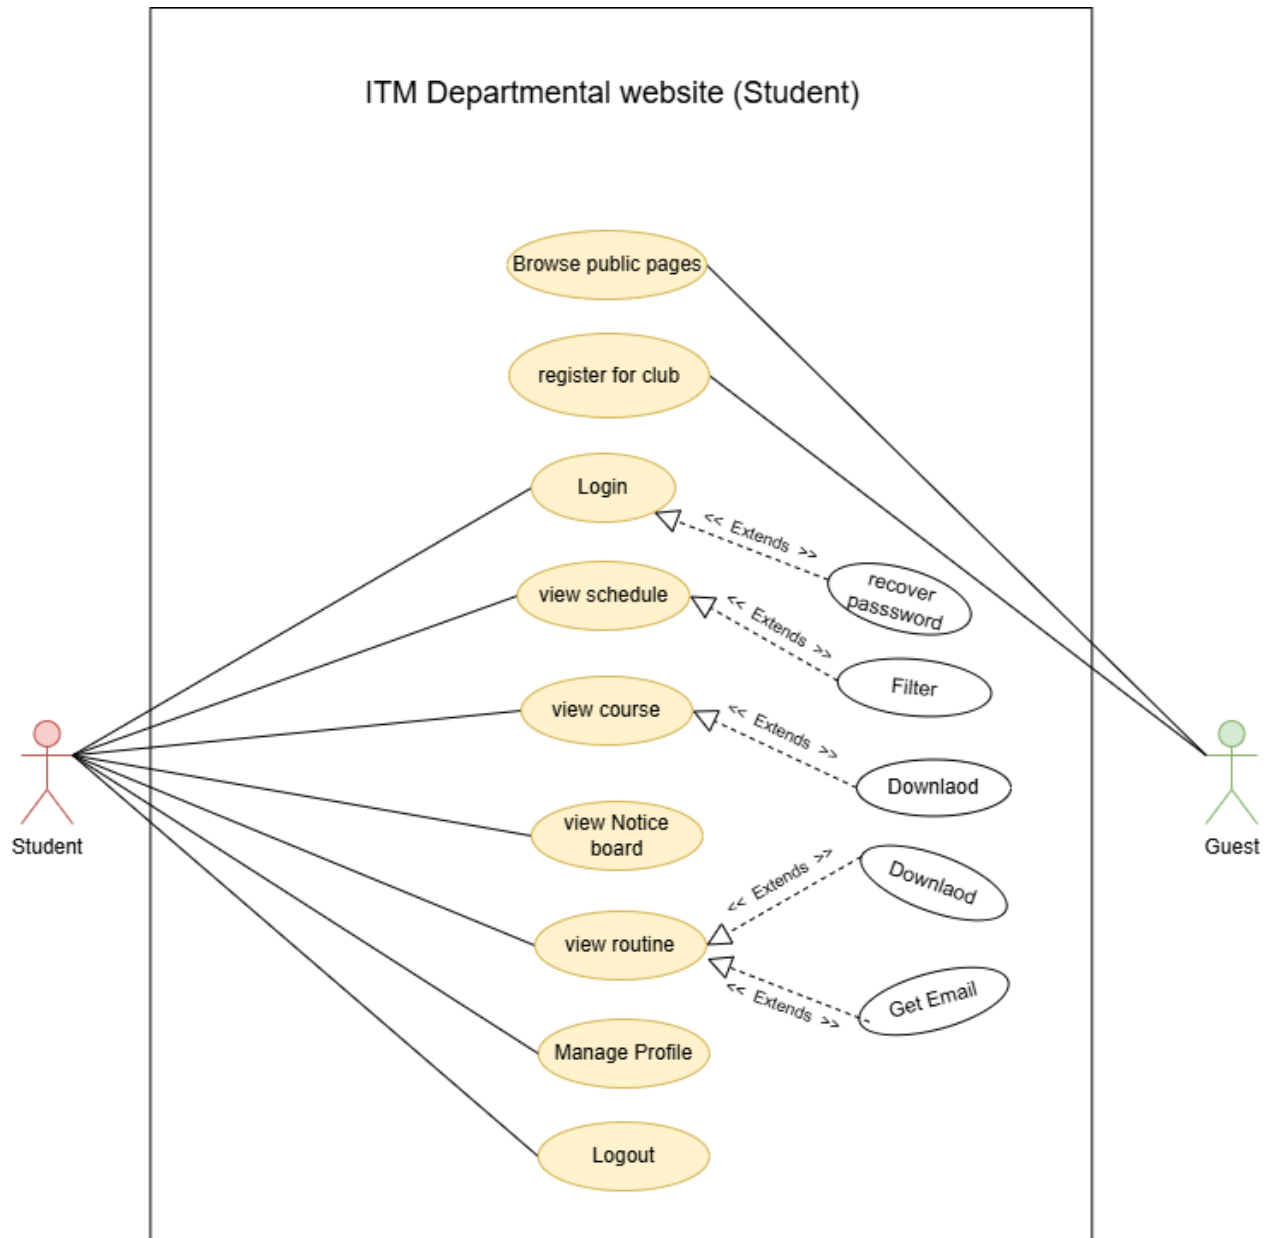 ITM Departmental website (Student)
Browse public pages
register for club
Login
<< Extends >>
recover
passsword
view schedule
<< Extends >>
Filter
view course
<< Extends >>
Downlaod
Student
Guest
view Notice
board
<< Extends >>
Downlaod
view routine
<< Extends >>
Get Email
Manage Profile
Logout